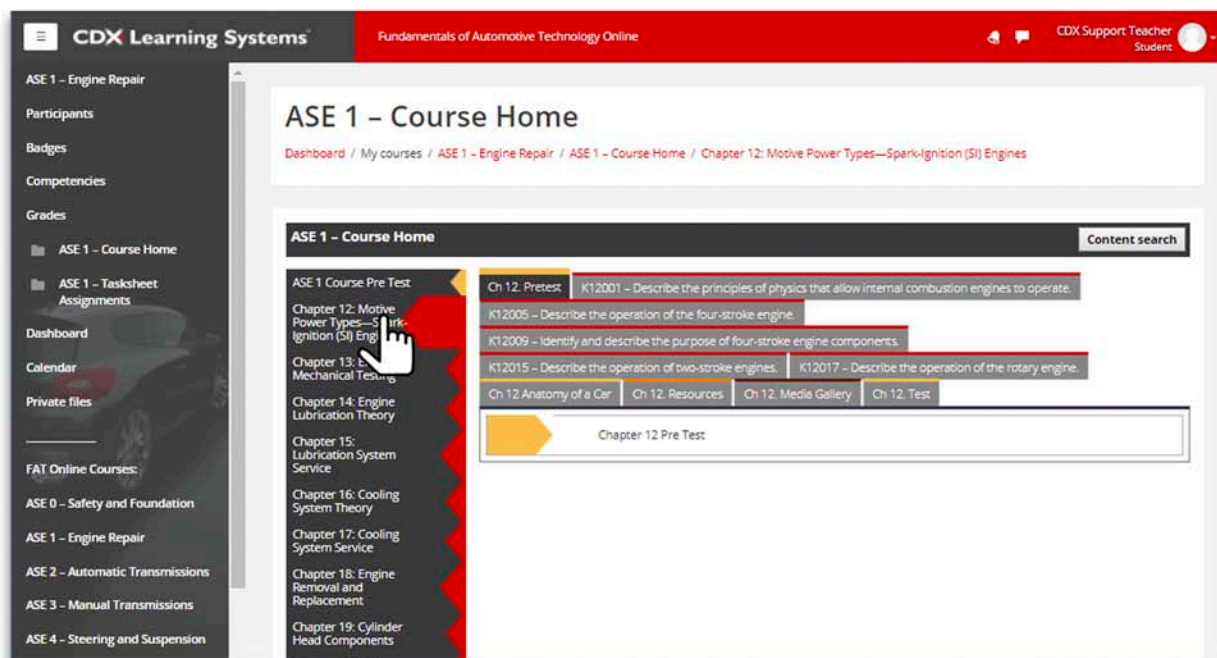 CDX Learning Systems
Fundamentals of Automotive Technology Online
CDX Support Teacher
Student
ASE 1 – Engine Repair
Participants
Badges
Competencies
Grades
ASE 1 – Course Home
ASE 1 – Tasksheet
Assignments
Dashboard
Calendar
Private files
FAT Online Courses:
ASE 0 – Safety and Foundation
ASE 1 – Engine Repair
ASE 2 – Automatic Transmissions
ASE 3 – Manual Transmissions
ASE 4 – Steering and Suspension
ASE 1 – Course Home
Dashboard / My courses / ASE 1 – Engine Repair / ASE 1 – Course Home / Chapter 12: Motive Power Types—Spark-Ignition (SI) Engines
ASE 1 – Course Home
Content search
ASE 1 Course Pre Test
Chapter 12: Motive
Power Types
Ignition (SI)
Chapter 13:
Mechanical Testing
Chapter 14: Engine
Lubrication Theory
Chapter 15:
Lubrication System
Service
Chapter 16: Cooling
System Theory
Chapter 17: Cooling
System Service
Chapter 18: Engine
Removal and
Replacement
Chapter 19: Cylinder
Head Components
Ch 12. Pretest
K12001 – Describe the principles of physics that allow internal combustion engines to operate.
K12005 – Describe the operation of the four-stroke engine.
K12009 – Identify and describe the purpose of four-stroke engine components.
K12015 – Describe the operation of two-stroke engines.
K12017 – Describe the operation of the rotary engine.
Ch 12 Anatomy of a Car
Ch 12. Resources
Ch 12. Media Gallery
Ch 12. Test
Chapter 12 Pre Test